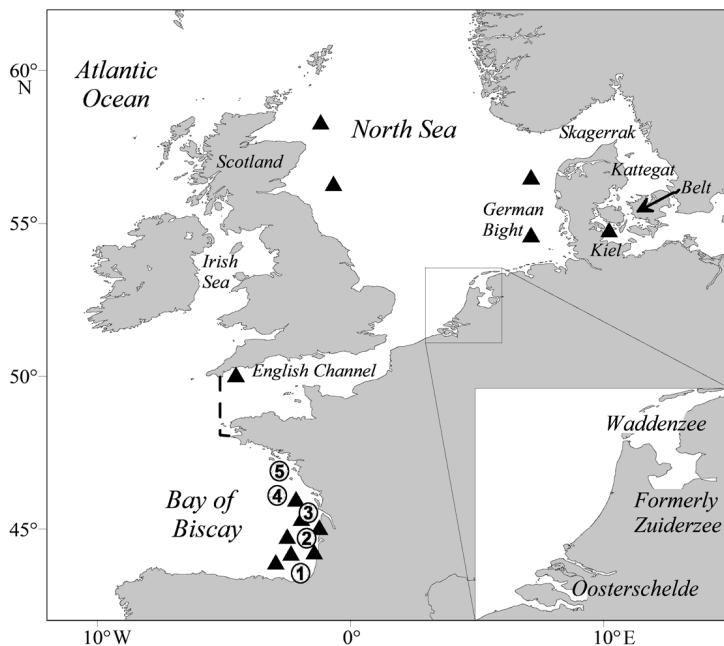 60°
N
Atlantic
Ocean
North Sea
Skagerrak
Scotland
Kattegat
Belt
55°
German
Bight
Kiel
Irish
Sea
50°
English Channel
Waddenzee
5
4
Bay of
Biscay
3
Formerly
Zuiderzee
45°
2
1
Oosterschelde
10°W
0°
10°E